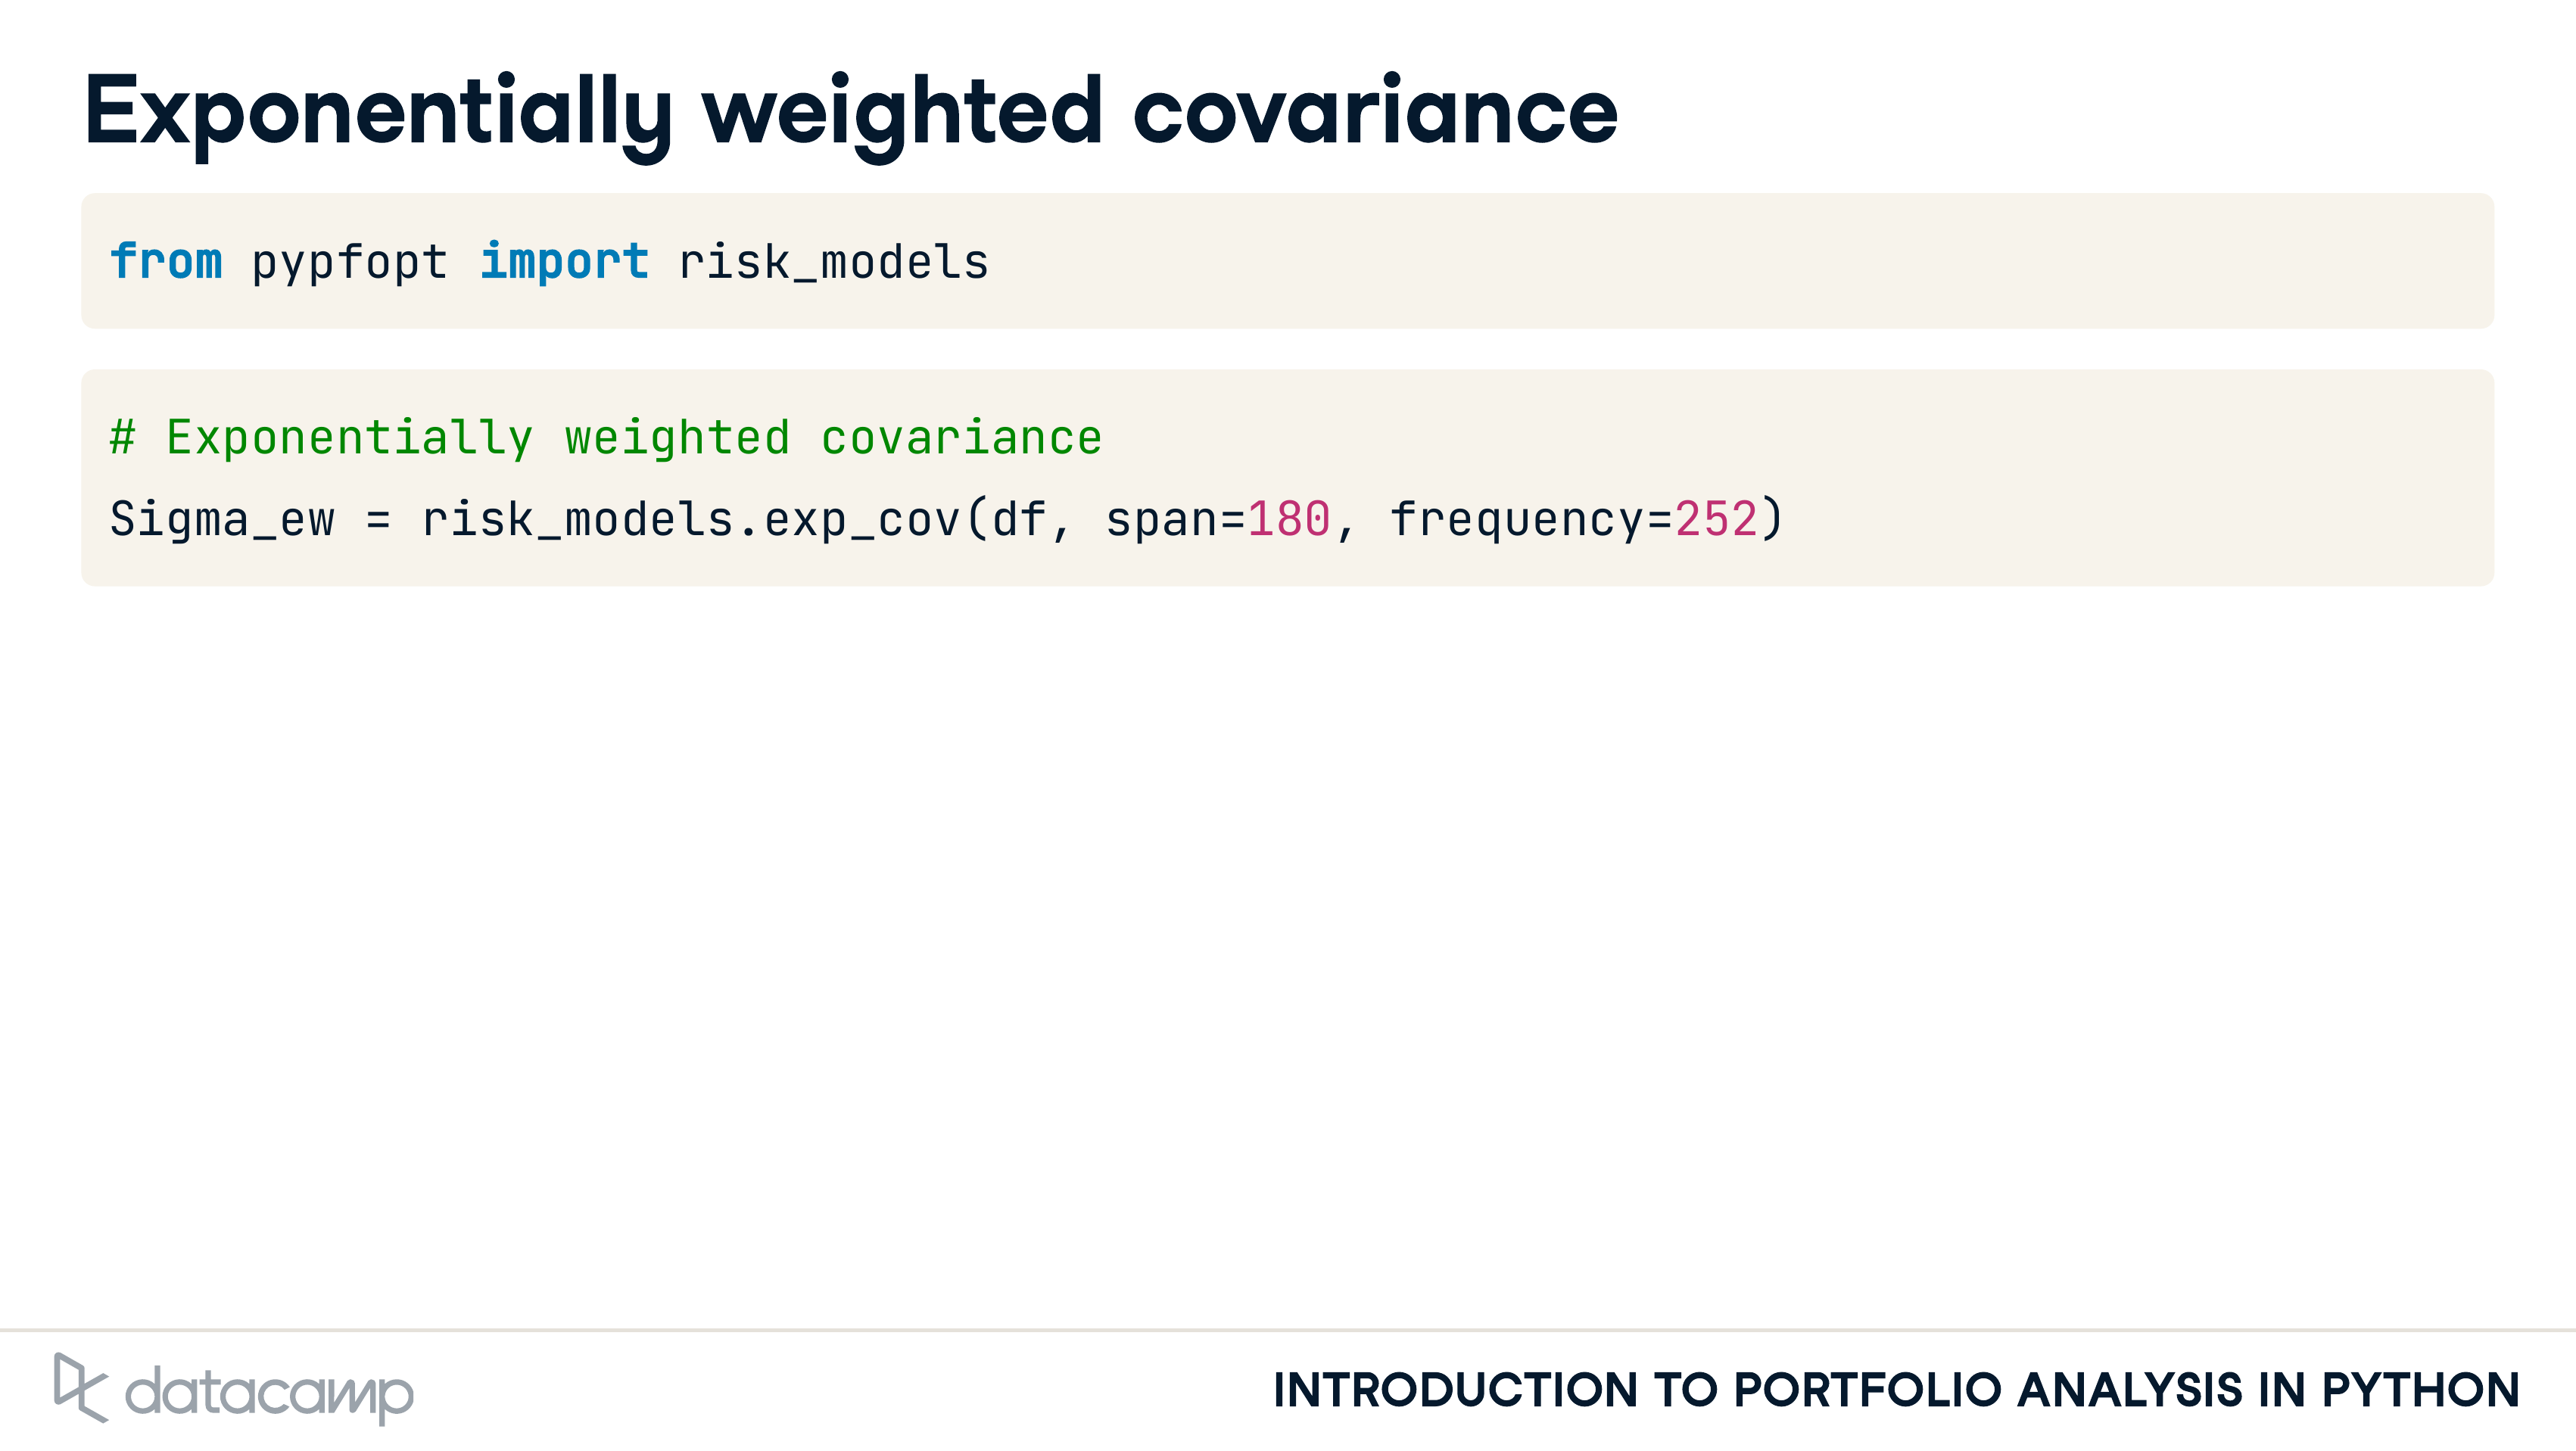 Exponentially weighted covariance
from pypfopt import risk_models
# Exponentially weighted covariance
Sigma_ew = risk_models.exp_cov(df, span=180, frequency=252)
datacamp
INTRODUCTION TO PORTFOLIO ANALYSIS IN PYTHON